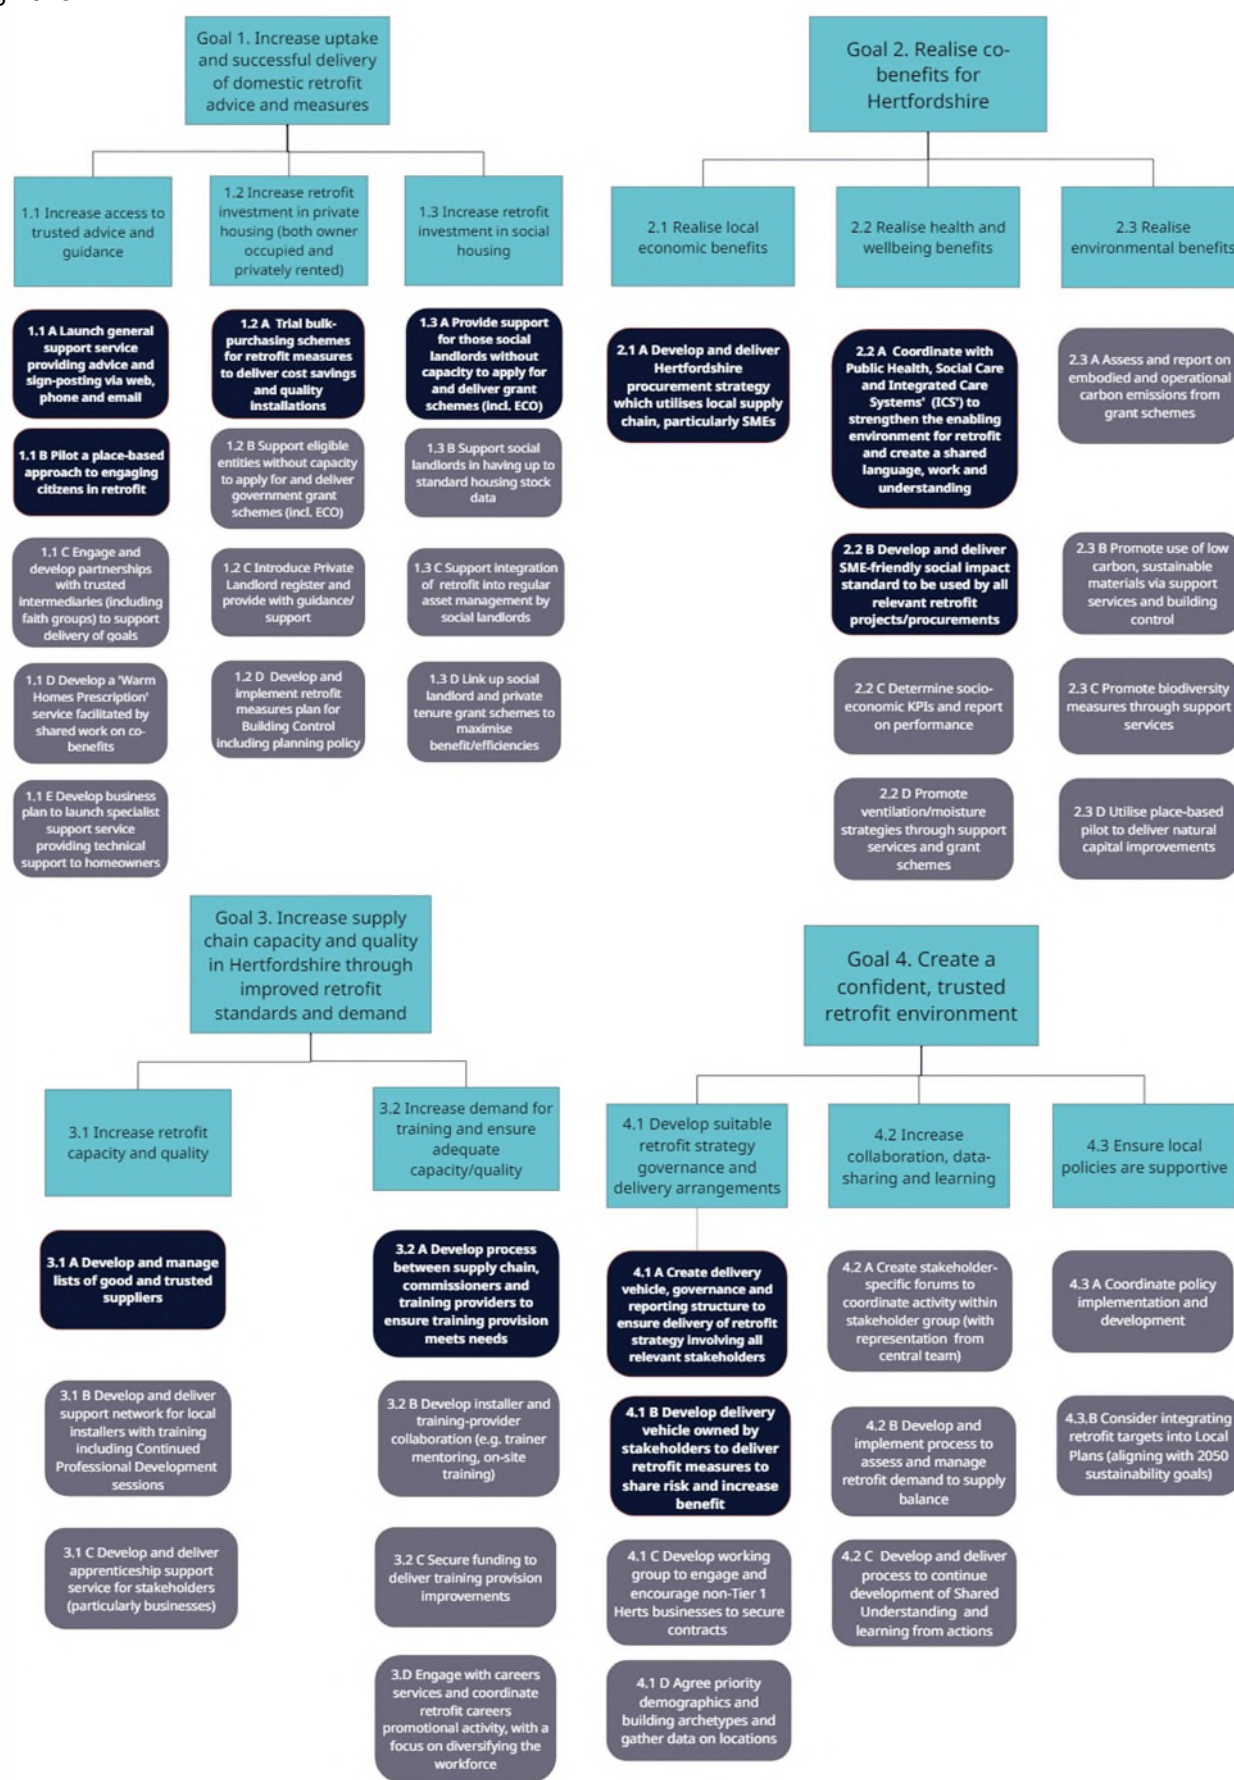 Goal 1. Increase uptake
and successful delivery
of domestic retrofit
advice and measures
1.1 Increase access to
trusted advice and
guidance
1.2 Increase retrofit
investment in private
housing (both owner
occupied and
privately rented)
1.3 Increase retrofit
investment in social
housing
1.1 A Launch general
support service
providing advice and
sign-posting via web,
phone and email
1.2 A Trial bulk-
purchasing schemes
for retrofit measures
to deliver cost savings
and quality
installations
1.3 A Provide support
for those social
landlords without
capacity to apply for
and deliver grant
schemes (incl. ECO)
1.1 B Pilot a place-based
approach to engaging
citizens in retrofit
1.2 B Support eligible
entities without capacity
to apply for and deliver
government grant
schemes (incl. ECO)
1.3 B Support social
landlords in having up to
standard housing stock
data
1.1 C Engage and
develop partnerships
with trusted
intermediaries (including
faith groups) to support
delivery of goals
1.2 C Introduce Private
Landlord register and
provide with guidance/
support
1.3 C Support integration
of retrofit into regular
asset management by
social landlords
1.1 D Develop a 'Warm
Homes Prescription'
service facilitated by
shared work on co-
benefits
1.2 D Develop and
implement retrofit
measures plan for
Building Control
including planning policy
1.3 D Link up social
landlord and private
tenure grant schemes to
maximise
benefit/efficiencies
1.1 E Develop business
plan to launch specialist
support service
providing technical
support to homeowners
Goal 2. Realise co-
benefits for
Hertfordshire
2.1 Realise local
economic benefits
2.2 Realise health and
wellbeing benefits
2.3 Realise
environmental benefits
2.1 A Develop and deliver
Hertfordshire
procurement strategy
which utilises local supply
chain, particularly SMEs
2.2 A Coordinate with
Public Health, Social Care
and Integrated Care
Systems' (ICS') to
strengthen the enabling
environment for retrofit
and create a shared
language, work and
understanding
2.3 A Assess and report on
embodied and operational
carbon emissions from
grant schemes
2.2 B Develop and deliver
SME-friendly social impact
standard to be used by all
relevant retrofit
projects/procurements
2.3 B Promote use of low
carbon, sustainable
materials via support
services and building
control
2.2 C Determine socio-
economic KPIs and report
on performance
2.3 C Promote biodiversity
measures through support
services
2.2 D Promote
ventilation/moisture
strategies through support
services and grant
schemes
2.3 D Utilise place-based
pilot to deliver natural
capital improvements
Goal 3. Increase supply
chain capacity and quality
in Hertfordshire through
improved retrofit
standards and demand
3.1 Increase retrofit
capacity and quality
3.2 Increase demand for
training and ensure
adequate
capacity/quality
3.1 A Develop and manage
lists of good and trusted
suppliers
3.2 A Develop process
between supply chain,
commissioners and
training providers to
ensure training provision
meets needs
3.1 B Develop and deliver
support network for local
installers with training
including Continued
Professional Development
sessions
3.2 B Develop installer and
training-provider
collaboration (e.g. trainer
mentoring, on-site
training)
3.1 C Develop and deliver
apprenticeship support
service for stakeholders
(particularly businesses)
3.2 C Secure funding to
deliver training provision
improvements
3.D Engage with careers
services and coordinate
retrofit careers
promotional activity, with a
focus on diversifying the
workforce
Goal 4. Create a
confident, trusted
retrofit environment
4.1 Develop suitable
retrofit strategy
governance and
delivery arrangements
4.2 Increase
collaboration, data-
sharing and learning
4.3 Ensure local
policies are supportive
4.1 A Create delivery
vehicle, governance and
reporting structure to
ensure delivery of retrofit
strategy involving all
relevant stakeholders
4.2 A Create stakeholder-
specific forums to
coordinate activity within
stakeholder group (with
representation from
central team)
4.3 A Coordinate policy
implementation and
development
4.1 B Develop delivery
vehicle owned by
stakeholders to deliver
retrofit measures to
share risk and increase
benefit
4.2 B Develop and
implement process to
assess and manage
retrofit demand to supply
balance
4.3.B Consider integrating
retrofit targets into Local
Plans (aligning with 2050
sustainability goals)
4.1 C Develop working
group to engage and
encourage non-Tier 1
Herts businesses to secure
contracts
4.2 C Develop and deliver
process to continue
development of Shared
Understanding and
learning from actions
4.1 D Agree priority
demographics and
building archetypes and
gather data on locations